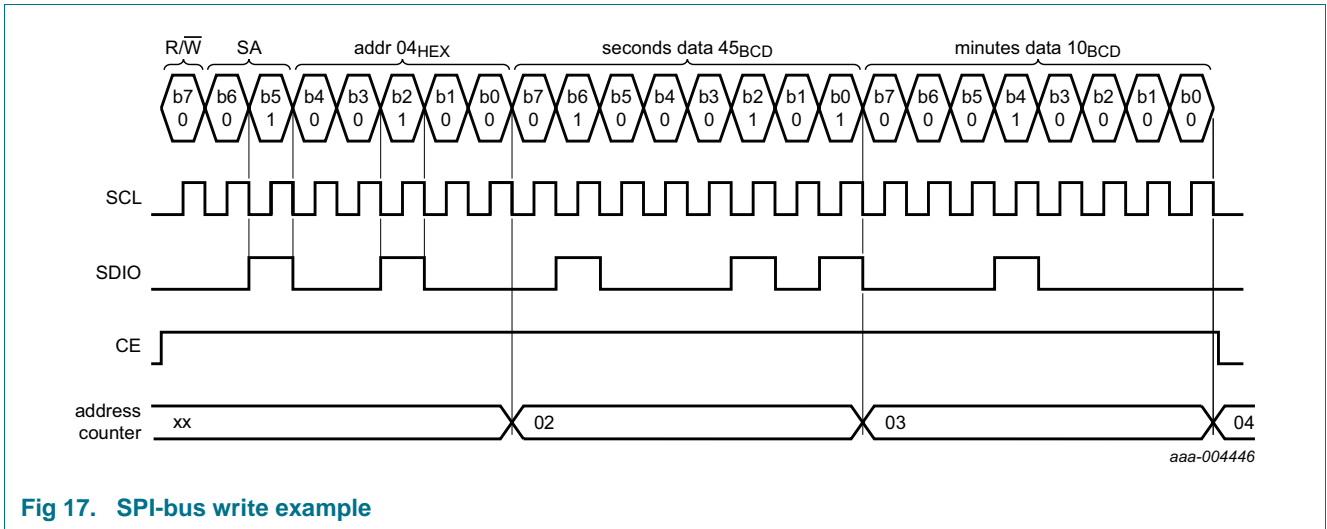 R/W̅ SA addr 04HEX seconds data 45BCD minutes data 10BCD
b7 b6 b5 b4 b3 b2 b1 b0 b7 b6 b5 b4 b3 b2 b1 b0 b7 b6 b5 b4 b3 b2 b1 b0
0 0 1 0 0 1 0 0 0 1 0 0 0 1 0 1 0 0 0 1 0 0 0 0
SCL
SDIO
CE
address
counter
xx 02 03 04
aaa-004446
Fig 17. SPI-bus write example